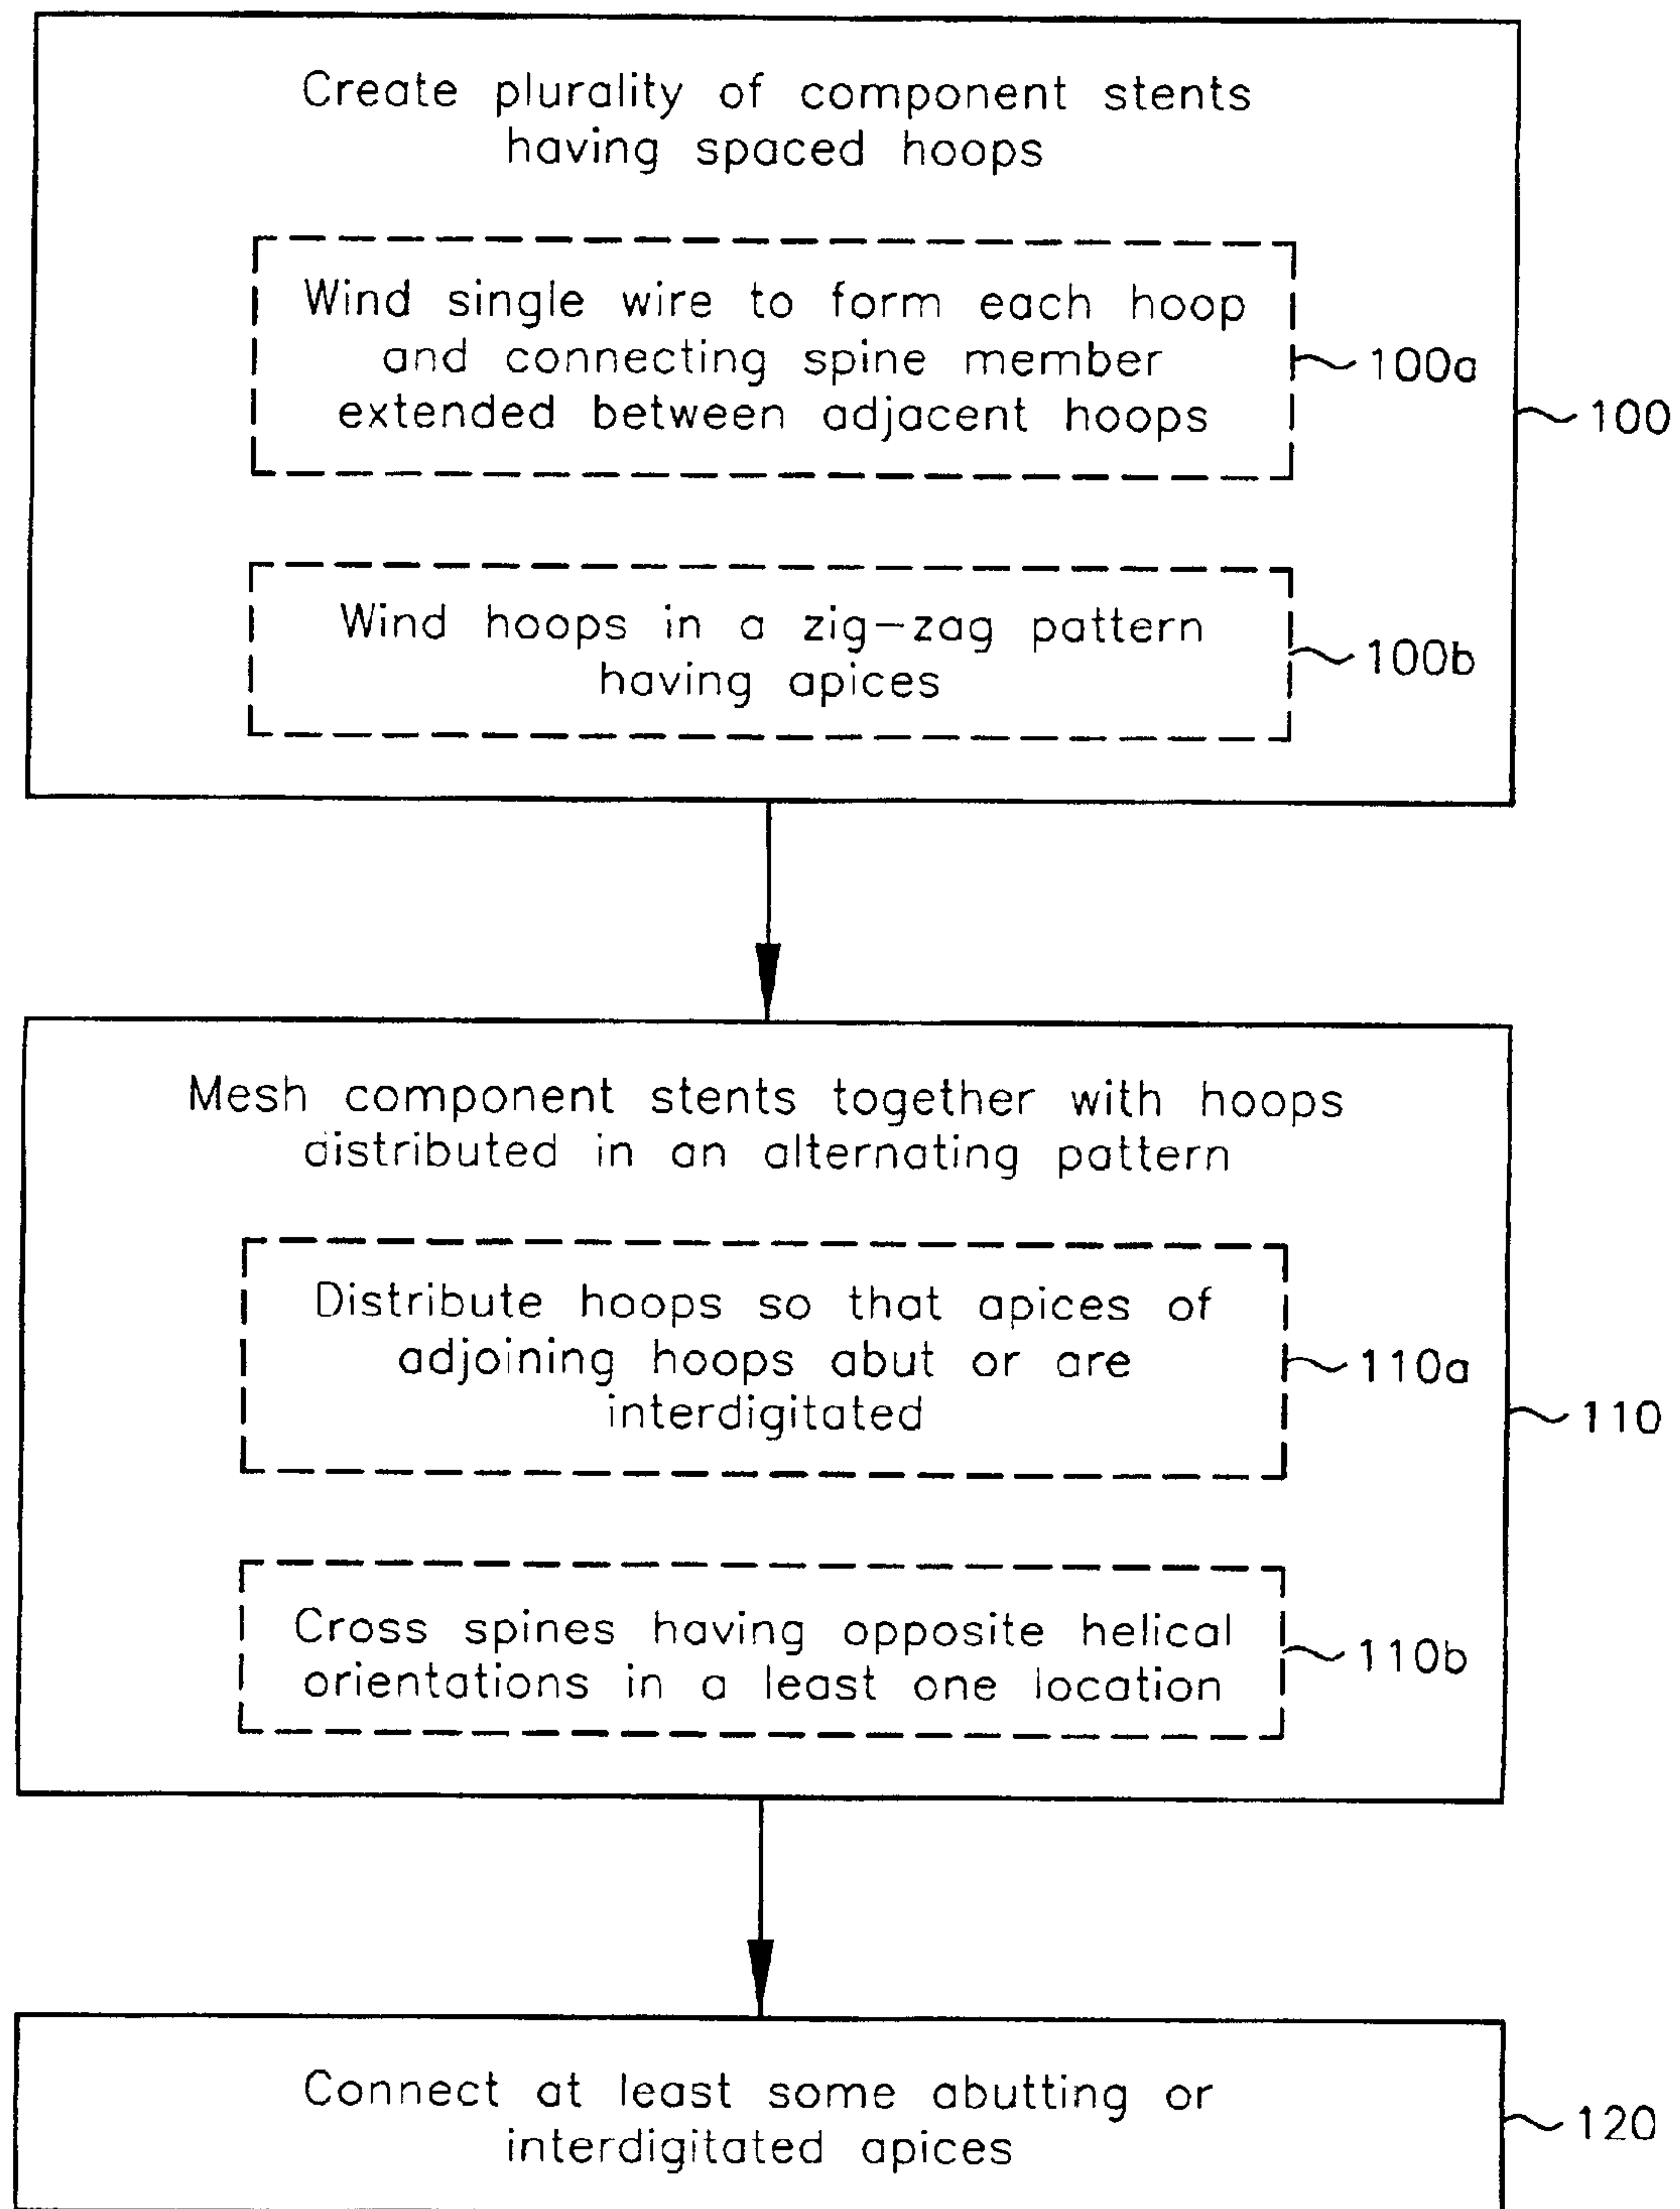 Create plurality of component stents
having spaced hoops
Wind single wire to form each hoop
and connecting spine member
extended between adjacent hoops
100a
100
Wind hoops in a zig-zag pattern
having apices
100b
Mesh component stents together with hoops
distributed in an alternating pattern
Distribute hoops so that apices of
adjoining hoops abut or are
interdigitated
110a
110
Cross spines having opposite helical
orientations in a least one location
110b
Connect at least some abutting or
interdigitated apices
120